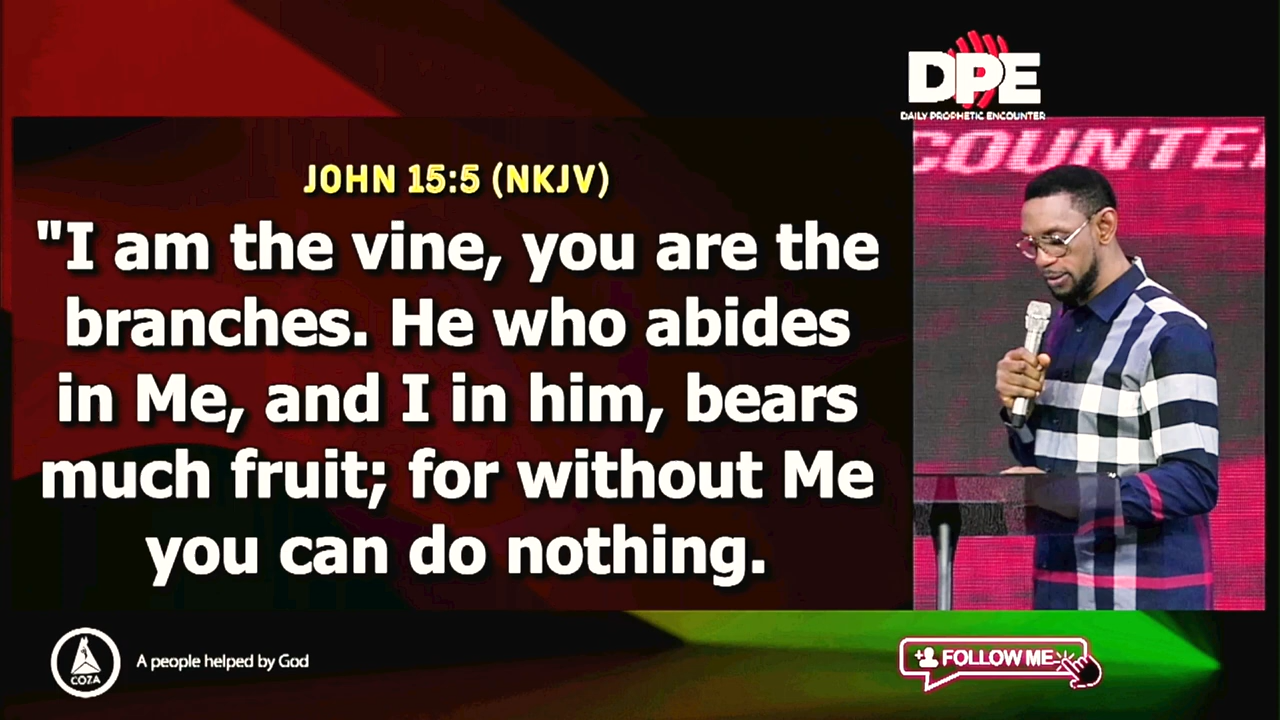 DPE
DAILY PROPHETIC ENCOUNTER
COUNTE
JOHN 15:5 (NKJV)
"I am the vine, you are the
branches. He who abides
in Me, and I in him, bears
much fruit; for without Me
you can do nothing.
COZA
A people helped by God
FOLLOW ME